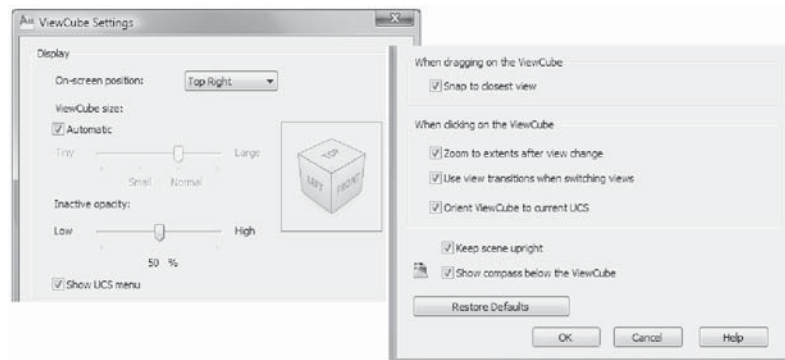 ViewCube Settings
Display
On-screen position: Top Right
ViewCube size:
Automatic
Tiny Large
Small Normal
TOP
LEFT FRONT
Inactive opacity:
Low High
50 %
Show UCS menu
When dragging on the ViewCube
Snap to closest view
When clicking on the ViewCube
Zoom to extents after view change
Use view transitions when switching views
Orient ViewCube to current UCS
Keep scene upright
Show compass below the ViewCube
Restore Defaults
OK Cancel Help